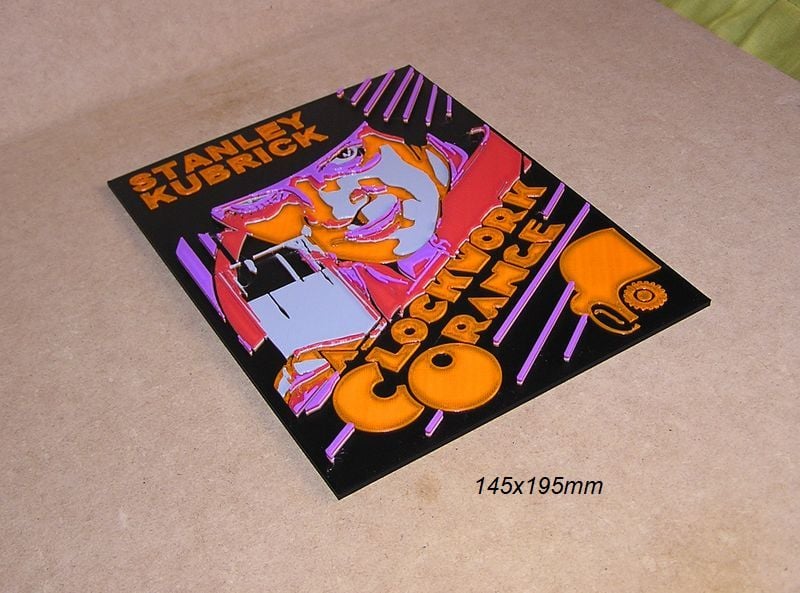 STANLEY
KUBRICK
A CLOCKWORK
ORANGE
145x195mm